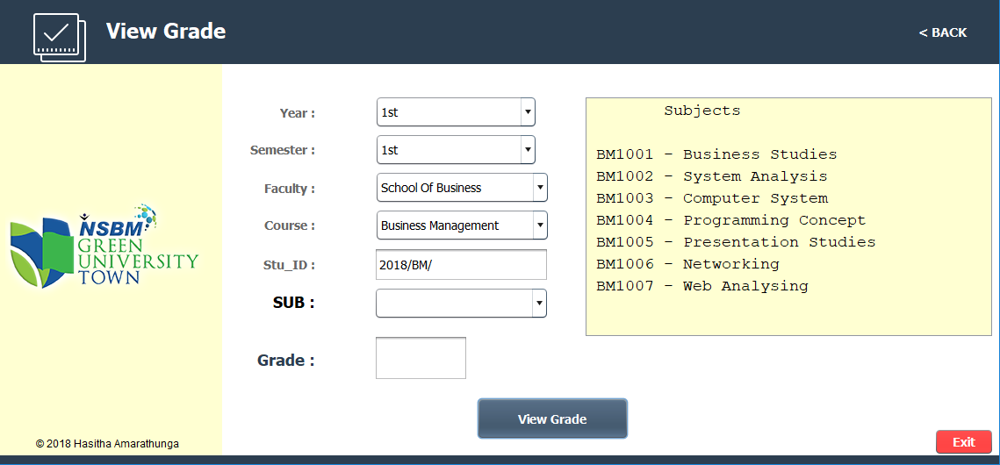 View Grade
< BACK
Year :
1st
Semester :
1st
Faculty :
School Of Business
Course :
Business Management
Stu_ID :
2018/BM/
SUB :
Grade :
View Grade
Subjects
BM1001 - Business Studies
BM1002 - System Analysis
BM1003 - Computer System
BM1004 - Programming Concept
BM1005 - Presentation Studies
BM1006 - Networking
BM1007 - Web Analysing
NSBM
GREEN
UNIVERSITY
TOWN
© 2018 Hasitha Amarathunga
Exit